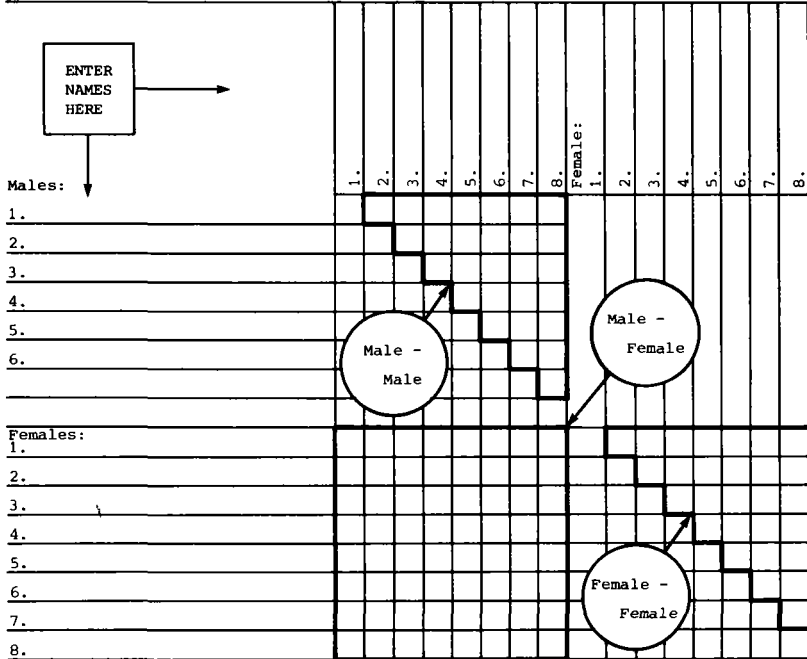 ENTER
NAMES
HERE
1.
2.
3.
4.
5.
6.
7.
8.
Female:
1.
2.
3.
4.
5.
6.
7.
8.
Males:
1.
2.
3.
4.
5.
6.
Male -
Male
Male -
Female
Females:
1.
2.
3.
4.
5.
6.
7.
8.
Female -
Female